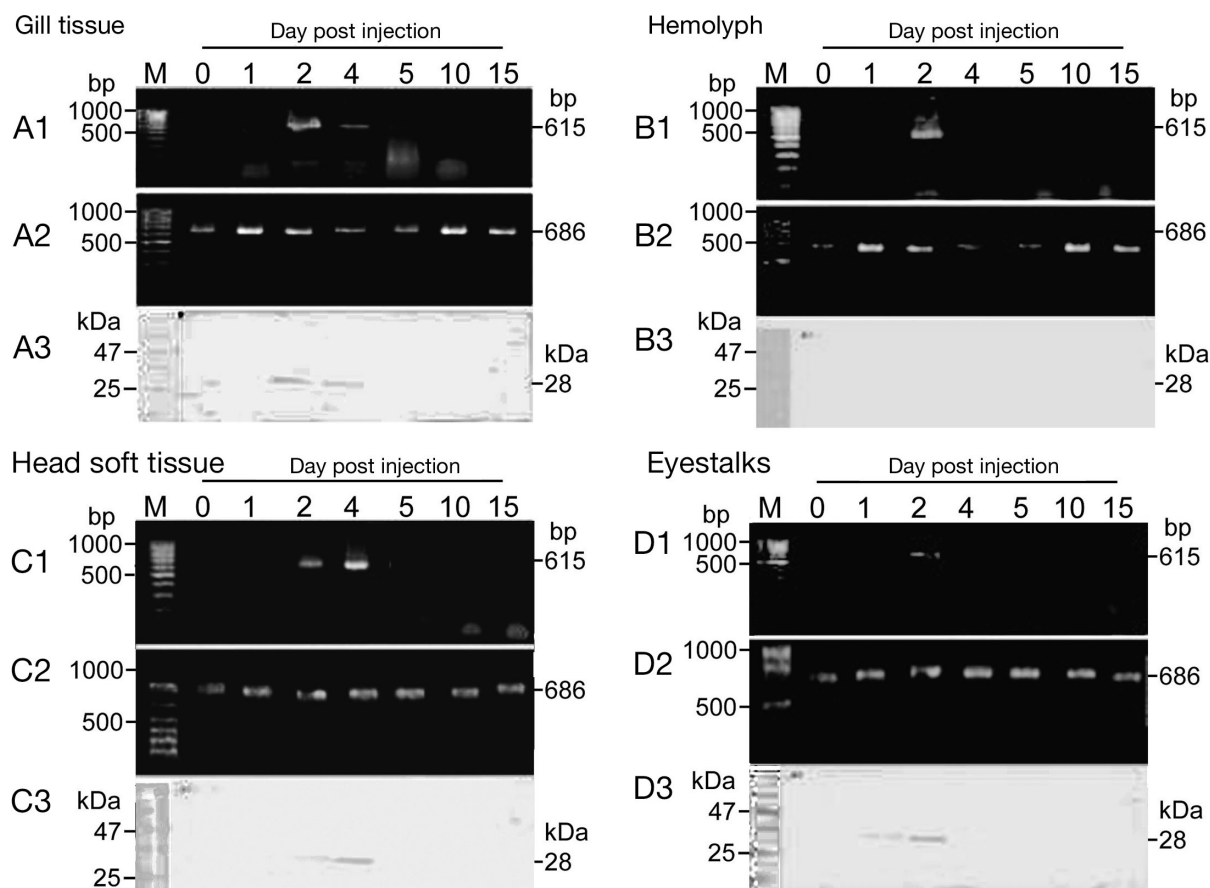 Gill tissue
Day post injection
bp M 0 1 2 4 5 10 15 bp
A1 1000 500 615
A2 1000 500 686
A3 kDa 47 25 kDa 28
Hemolyph
Day post injection
bp M 0 1 2 4 5 10 15 bp
B1 1000 500 615
B2 1000 500 686
B3 kDa 47 25 kDa 28
Head soft tissue
Day post injection
bp M 0 1 2 4 5 10 15 bp
C1 1000 500 615
C2 1000 500 686
C3 kDa 47 25 kDa 28
Eyestalks
Day post injection
bp M 0 1 2 4 5 10 15 bp
D1 1000 500 615
D2 1000 500 686
D3 kDa 47 25 kDa 28